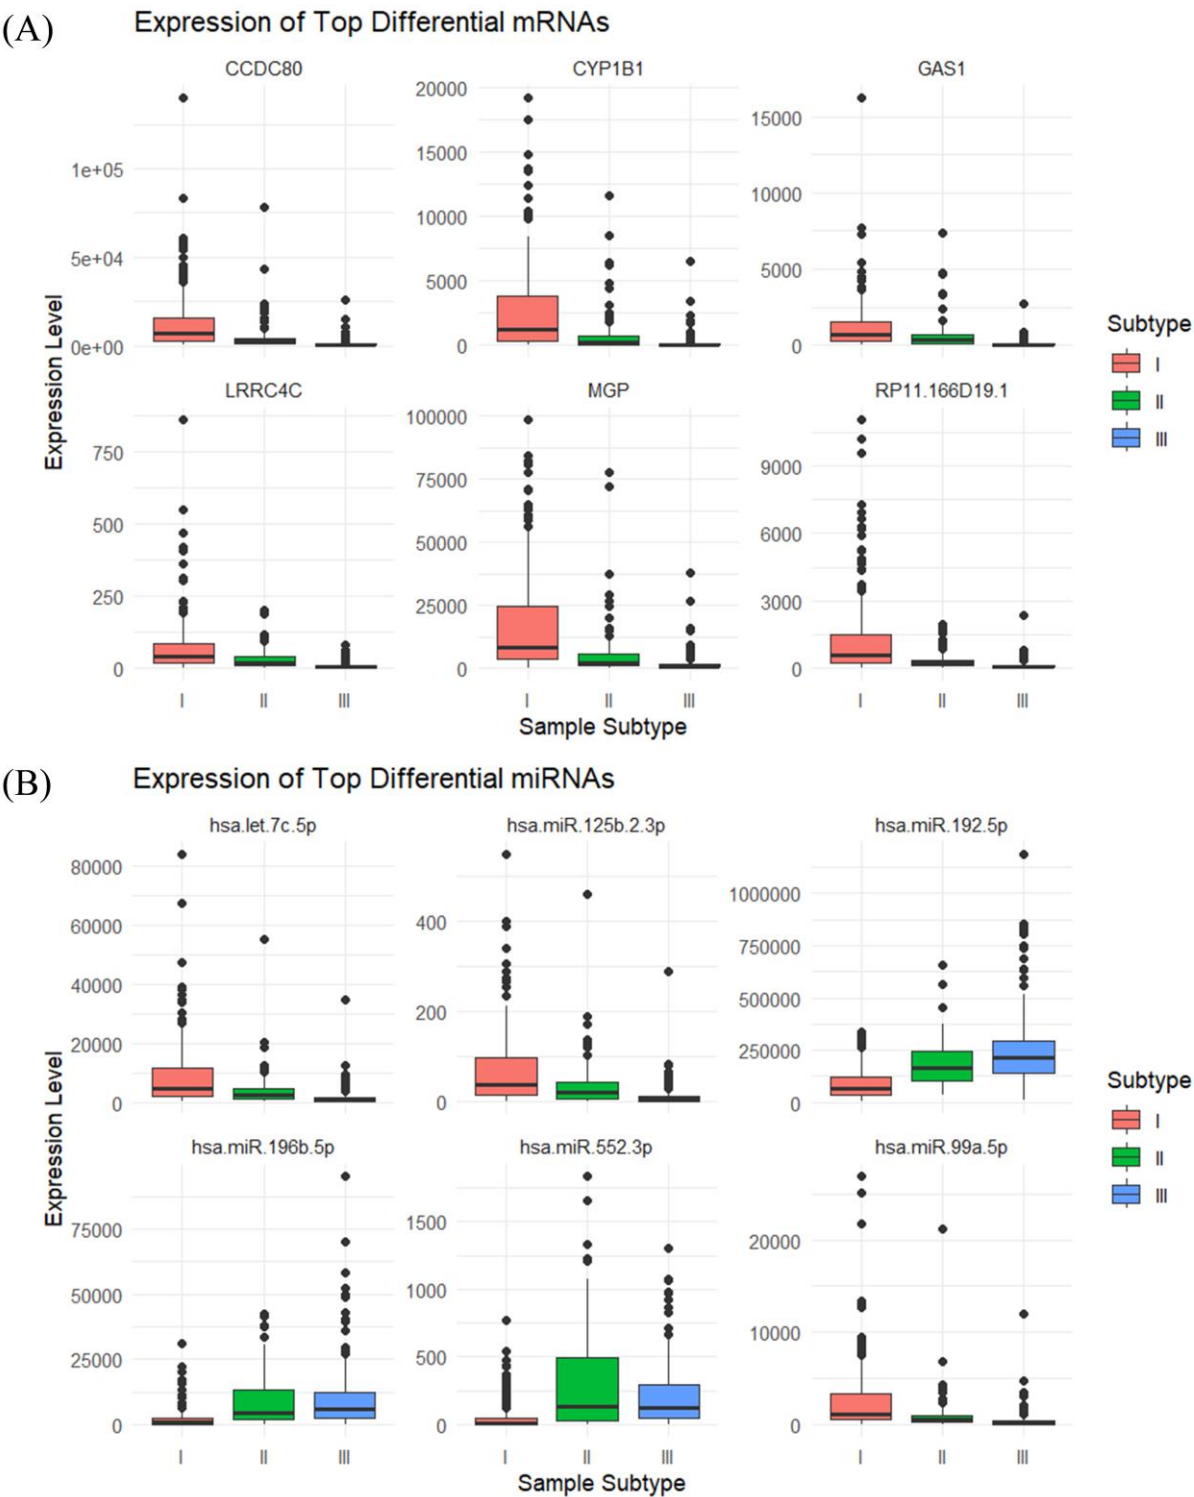 (A)
Expression of Top Differential mRNAs
CCDC80
CYP1B1
GAS1
1e+05
5e+04
0e+00
20000
15000
10000
5000
0
15000
10000
5000
0
LRRC4C
MGP
RP11.166D19.1
750
500
250
0
100000
75000
50000
25000
0
9000
6000
3000
0
I II III
I II III
I II III
Expression Level
Sample Subtype
Subtype
I
II
III
(B)
Expression of Top Differential miRNAs
hsa.let.7c.5p
hsa.miR.125b.2.3p
hsa.miR.192.5p
80000
60000
40000
20000
0
400
200
0
1000000
750000
500000
250000
0
hsa.miR.196b.5p
hsa.miR.552.3p
hsa.miR.99a.5p
75000
50000
25000
0
1500
1000
500
0
20000
10000
0
I II III
I II III
I II III
Expression Level
Sample Subtype
Subtype
I
II
III